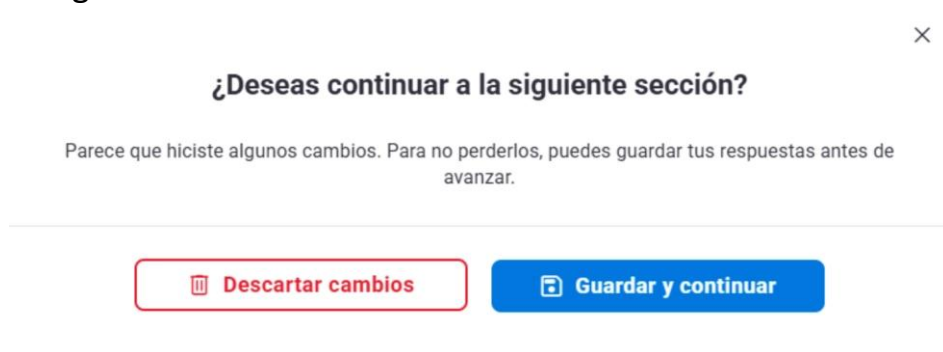 ¿Deseas continuar a la siguiente sección?
Parece que hiciste algunos cambios. Para no perderlos, puedes guardar tus respuestas antes de
avanzar.
Descartar cambios
Guardar y continuar